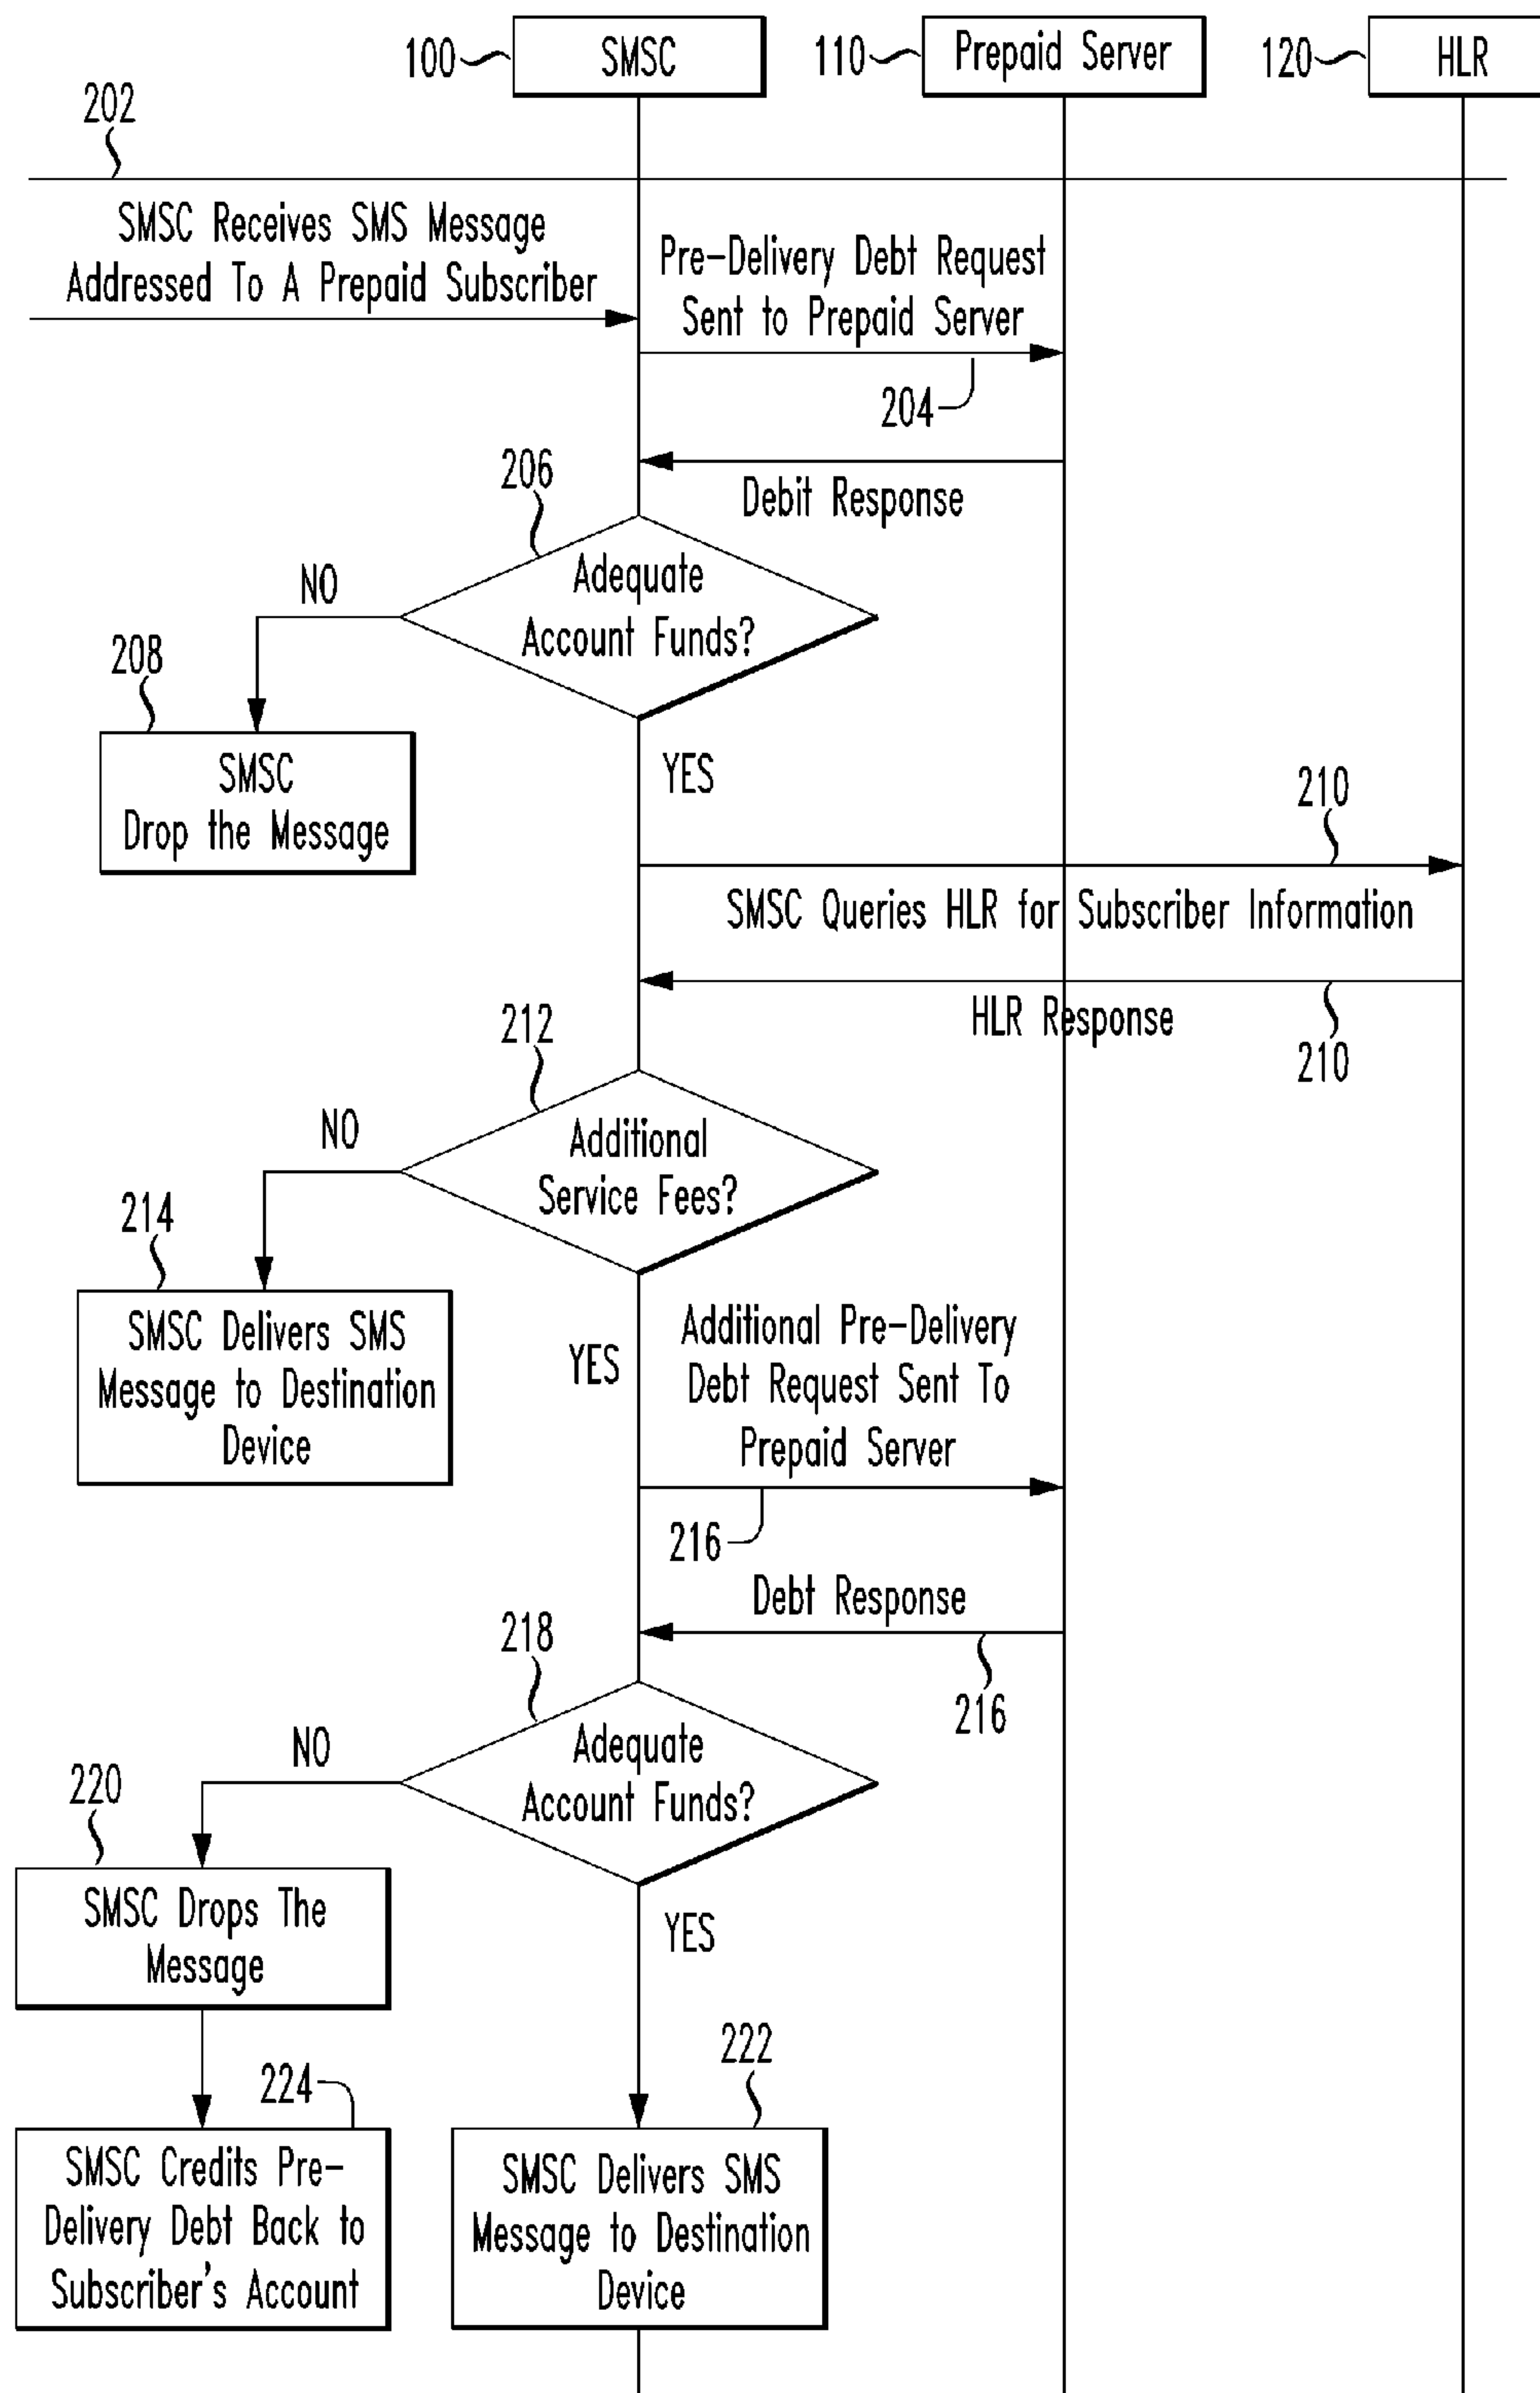 100
SMSC
110
Prepaid Server
120
HLR
202
SMSC Receives SMS Message
Addressed To A Prepaid Subscriber
Pre-Delivery Debt Request
Sent to Prepaid Server
204
206
Debit Response
NO
Adequate
Account Funds?
208
SMSC
Drop the Message
YES
210
SMSC Queries HLR for Subscriber Information
HLR Response
210
212
NO
Additional
Service Fees?
214
SMSC Delivers SMS
Message to Destination
Device
YES
Additional Pre-Delivery
Debt Request Sent To
Prepaid Server
216
Debt Response
216
218
NO
Adequate
Account Funds?
220
SMSC Drops The
Message
YES
224
222
SMSC Credits Pre-
Delivery Debt Back to
Subscriber's Account
SMSC Delivers SMS
Message to Destination
Device